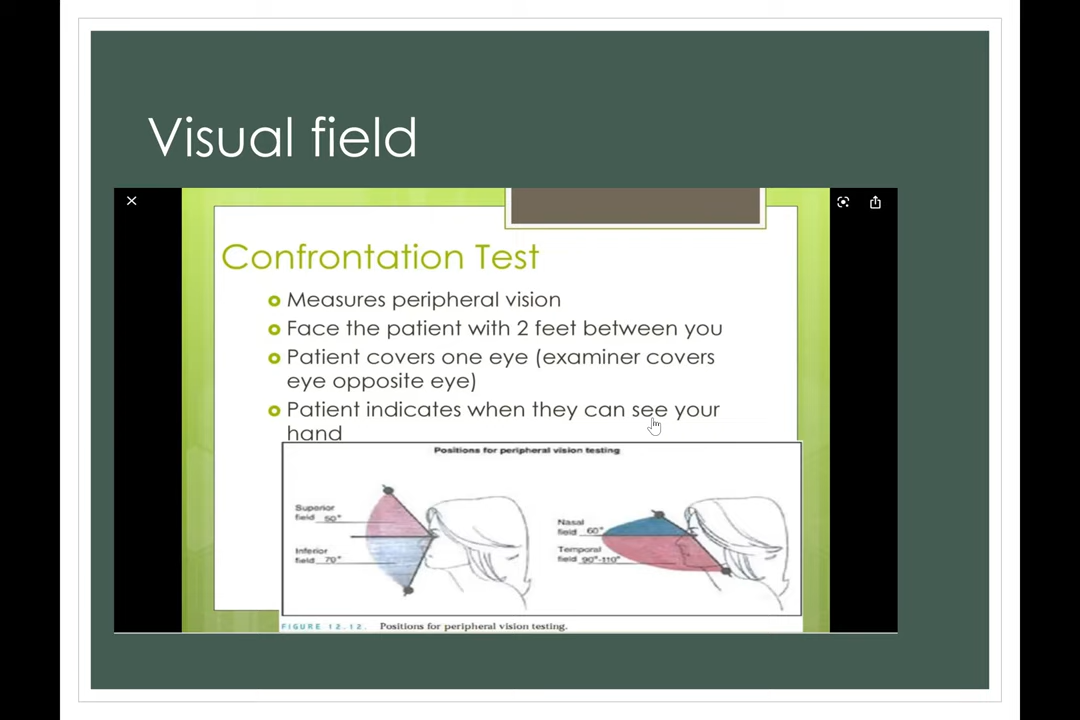 Visual field
Confrontation Test
Measures peripheral vision
Face the patient with 2 feet between you
Patient covers one eye (examiner covers
eye opposite eye)
Patient indicates when they can see your
hand
Positions for peripheral vision testing
Superior
field 50°
Inferior
field 70°
Nasal
field 60°
Temporal
field 90°-110°
FIGURE 12.12. Positions for peripheral vision testing.